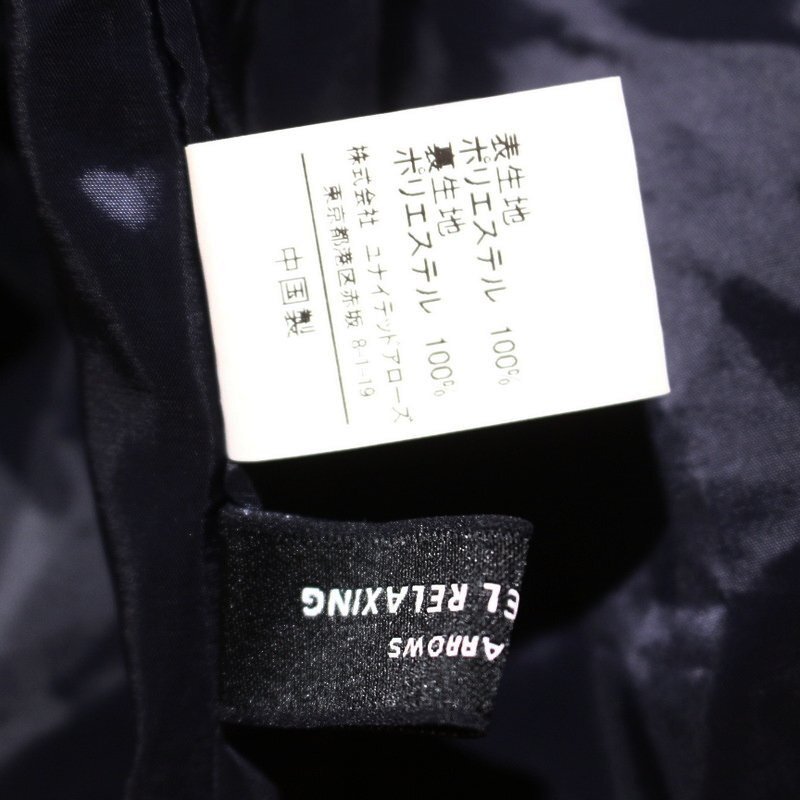 表生地
ポリエステル 100%
裏生地
ポリエステル 100%
株式会社 ユナイテッドアローズ
東京都港区赤坂 8-1-19
中国製
EL RELAXING
ARROWS